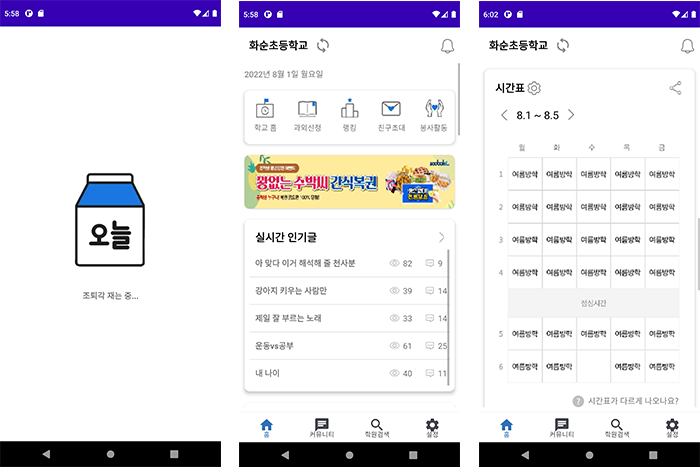 5:58
오늘
조퇴각 재는 중...
5:58
화순초등학교
2022년 8월 1일 월요일
학교 홈 과외신청 랭킹 친구초대 봉사활동
꽝없는 수박씨 간식복권
실시간 인기글
아 맞다 이거 해석해 줄 천사분 82 9
강아지 키우는 사람만 39 14
제일 잘 부르는 노래 33 14
운동vs공부 61 25
내 나이 40 11
홈 커뮤니티 학원검색 설정
6:02
화순초등학교
시간표
8.1 ~ 8.5
월 화 수 목 금
1 여름방학 여름방학 여름방학 여름방학 여름방학
2 여름방학 여름방학 여름방학 여름방학 여름방학
3 여름방학 여름방학 여름방학 여름방학 여름방학
4 여름방학 여름방학 여름방학 여름방학 여름방학
점심시간
5 여름방학 여름방학 여름방학 여름방학 여름방학
6 여름방학 여름방학 여름방학 여름방학
? 시간표가 다르게 나오나요?
홈 커뮤니티 학원검색 설정